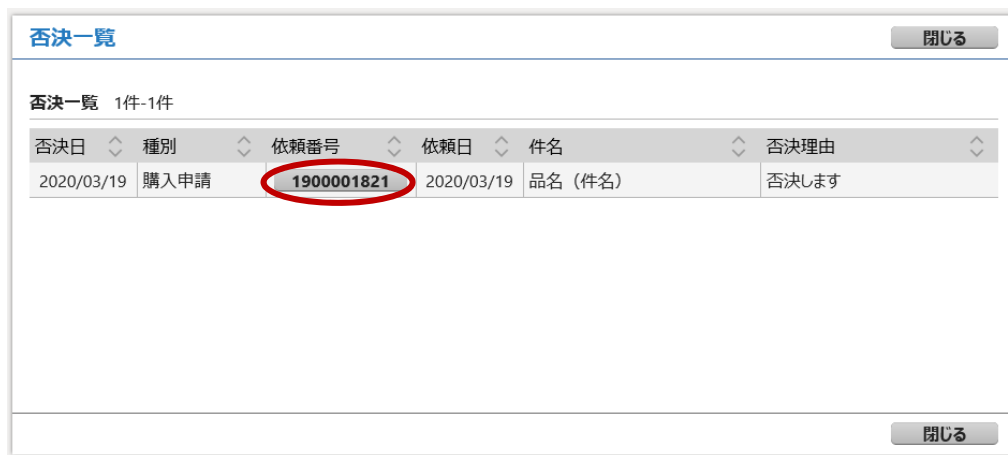 否決一覧 閉じる
否決一覧 1件-1件
否決日 種別 依頼番号 依頼日 件名 否決理由
2020/03/19 購入申請 1900001821 2020/03/19 品名（件名） 否決します
閉じる